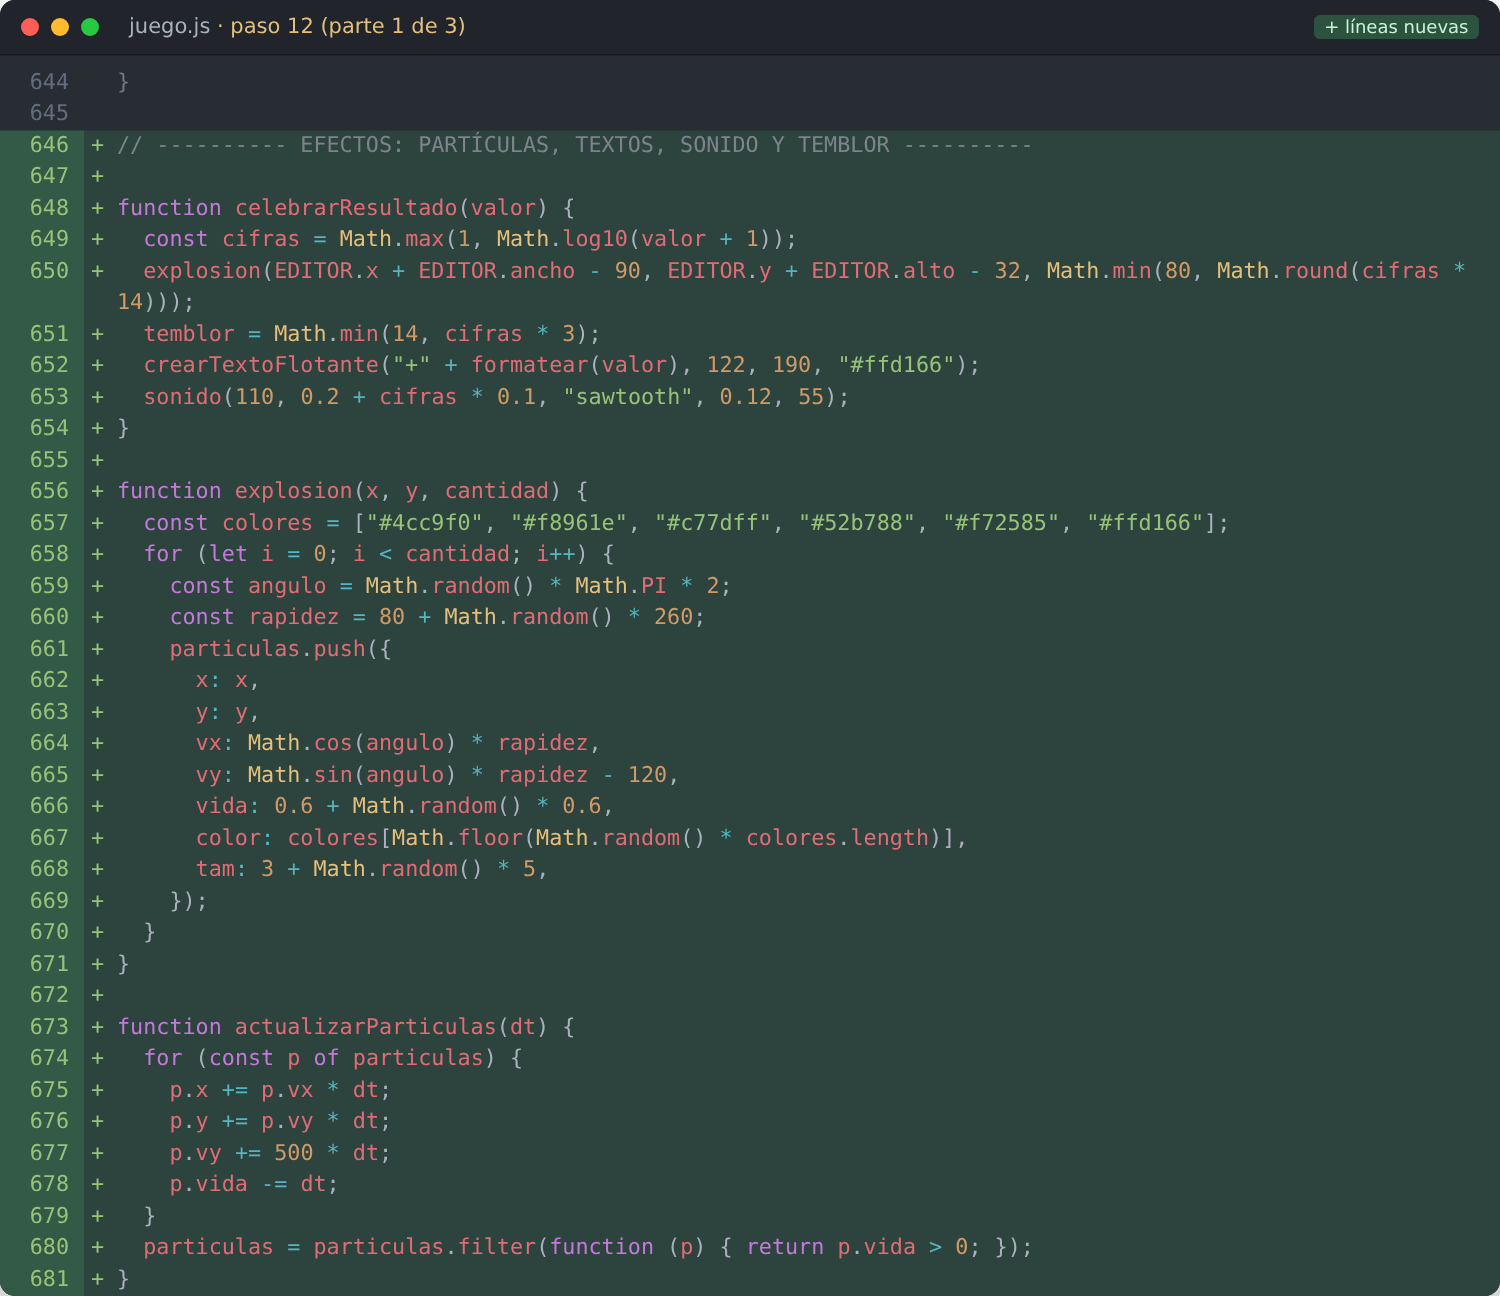 juego.js · paso 12 (parte 1 de 3)
+ líneas nuevas
644 }
645
646 + // ---------- EFECTOS: PARTÍCULAS, TEXTOS, SONIDO Y TEMBLOR ----------
647 +
648 + function celebrarResultado(valor) {
649 +   const cifras = Math.max(1, Math.log10(valor + 1));
650 +   explosion(EDITOR.x + EDITOR.ancho - 90, EDITOR.y + EDITOR.alto - 32, Math.min(80, Math.round(cifras *
14)));
651 +   temblor = Math.min(14, cifras * 3);
652 +   crearTextoFlotante("+" + formatear(valor), 122, 190, "#ffd166");
653 +   sonido(110, 0.2 + cifras * 0.1, "sawtooth", 0.12, 55);
654 + }
655 +
656 + function explosion(x, y, cantidad) {
657 +   const colores = ["#4cc9f0", "#f8961e", "#c77dff", "#52b788", "#f72585", "#ffd166"];
658 +   for (let i = 0; i < cantidad; i++) {
659 +     const angulo = Math.random() * Math.PI * 2;
660 +     const rapidez = 80 + Math.random() * 260;
661 +     particulas.push({
662 +       x: x,
663 +       y: y,
664 +       vx: Math.cos(angulo) * rapidez,
665 +       vy: Math.sin(angulo) * rapidez - 120,
666 +       vida: 0.6 + Math.random() * 0.6,
667 +       color: colores[Math.floor(Math.random() * colores.length)],
668 +       tam: 3 + Math.random() * 5,
669 +     });
670 +   }
671 + }
672 +
673 + function actualizarParticulas(dt) {
674 +   for (const p of particulas) {
675 +     p.x += p.vx * dt;
676 +     p.y += p.vy * dt;
677 +     p.vy += 500 * dt;
678 +     p.vida -= dt;
679 +   }
680 +   particulas = particulas.filter(function (p) { return p.vida > 0; });
681 + }